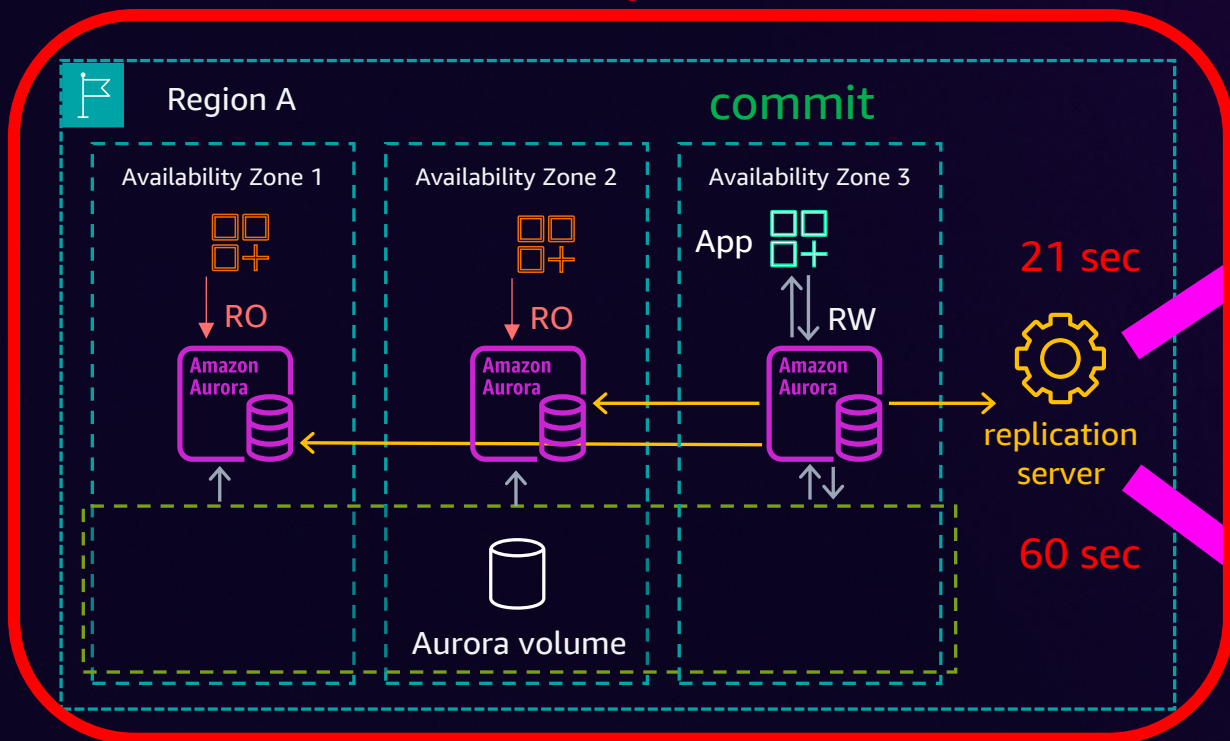 Region A
commit
Availability Zone 1
Availability Zone 2
Availability Zone 3
App
21 sec
RO
RO
RW
Amazon
Aurora
Amazon
Aurora
Amazon
Aurora
replication
server
60 sec
Aurora volume